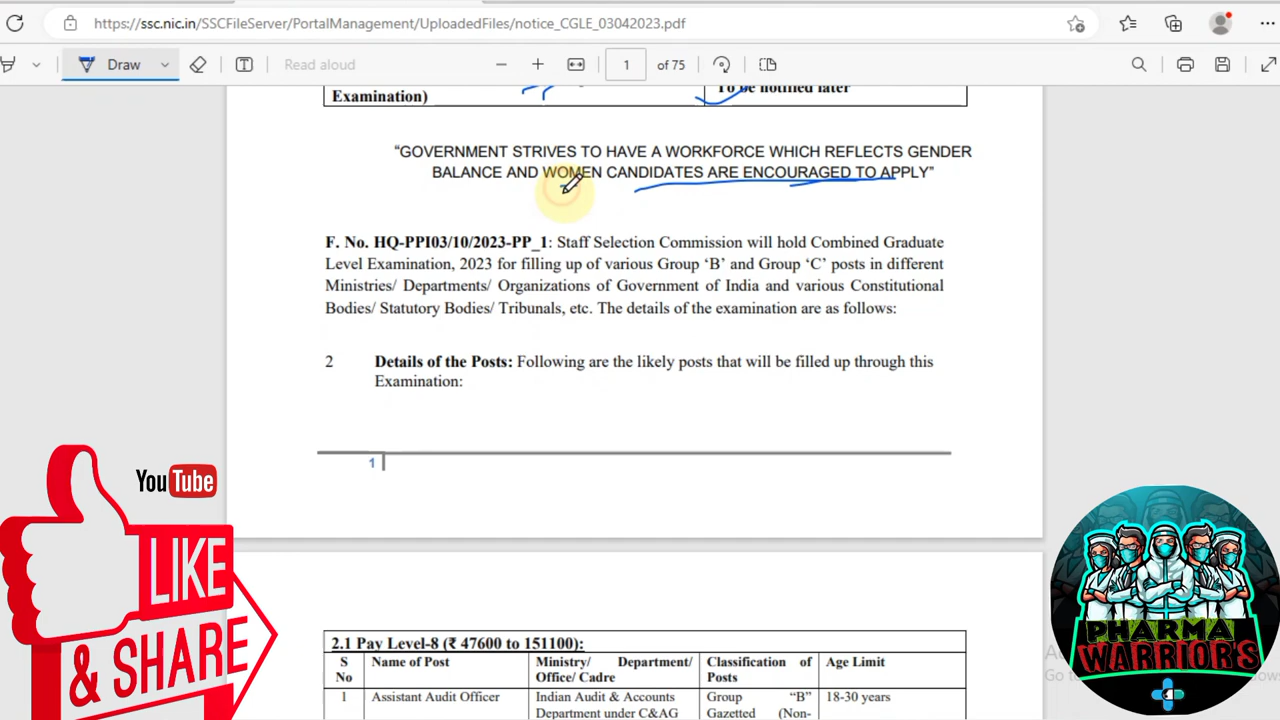 https://ssc.nic.in/SSCFileServer/PortalManagement/UploadedFiles/notice_CGLE_03042023.pdf
Draw
Read aloud
1 of 75
Examination)
To be notified later
“GOVERNMENT STRIVES TO HAVE A WORKFORCE WHICH REFLECTS GENDER
BALANCE AND WOMEN CANDIDATES ARE ENCOURAGED TO APPLY”
F. No. HQ-PPI03/10/2023-PP_1: Staff Selection Commission will hold Combined Graduate
Level Examination, 2023 for filling up of various Group ‘B’ and Group ‘C’ posts in different
Ministries/ Departments/ Organizations of Government of India and various Constitutional
Bodies/ Statutory Bodies/ Tribunals, etc. The details of the examination are as follows:
2 Details of the Posts: Following are the likely posts that will be filled up through this
Examination:
1
YouTube
LIKE
& SHARE
2.1 Pay Level-8 (₹ 47600 to 151100):
S No
Name of Post
Ministry/ Department/
Office/ Cadre
Classification of
Posts
Age Limit
1
Assistant Audit Officer
Indian Audit & Accounts
Department under C&AG
Group “B”
Gazetted (Non-
18-30 years
PHARMA
WARRIOR'S